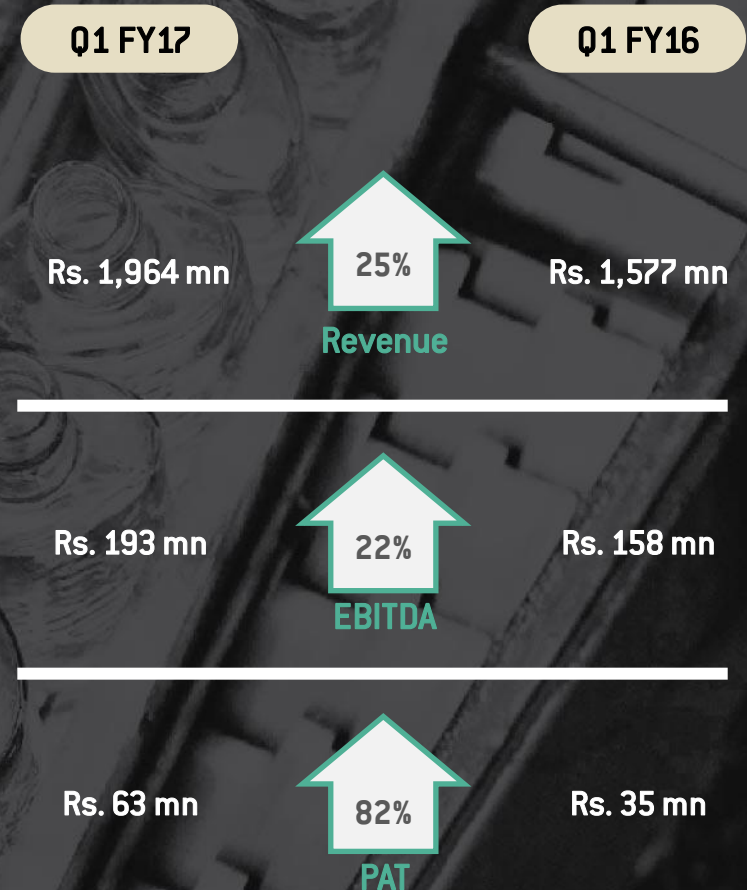 Q1 FY17 Q1 FY16
Rs. 1,964 mn 25% Rs. 1,577 mn
Revenue
Rs. 193 mn 22% Rs. 158 mn
EBITDA
Rs. 63 mn 82% Rs. 35 mn
PAT